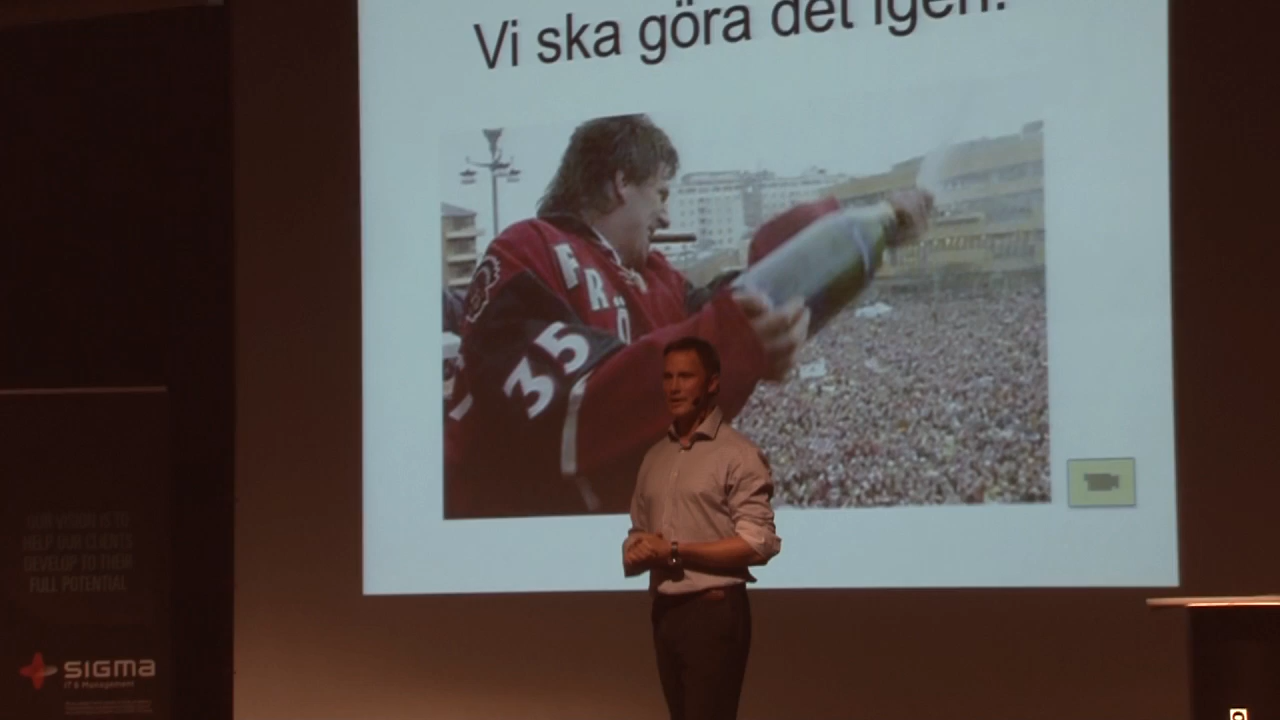 Vi ska göra det igen!
FRÖ
35
OUR VISION IS TO
HELP OUR CLIENTS
DEVELOP TO THEIR
FULL POTENTIAL
SIGMA
IT & Management